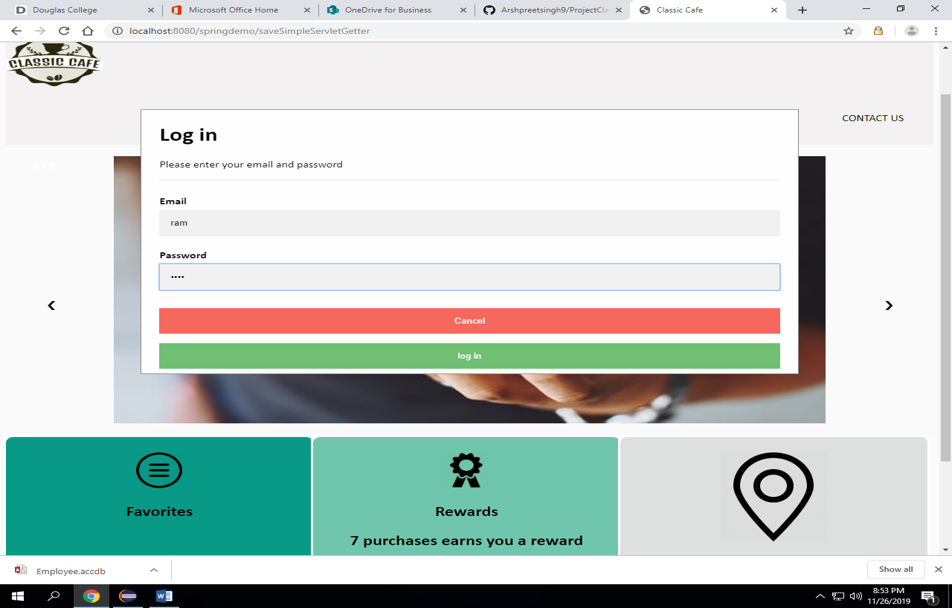 Douglas College
Microsoft Office Home
OneDrive for Business
Arshpreetsingh9/ProjectCla
Classic Cafe
localhost:8080/springdemo/saveSimpleServletGetter
CLASSIC CAFE
CONTACT US
Log in
Please enter your email and password
Email
ram
Password
••••
Cancel
log in
Favorites
Rewards
7 purchases earns you a reward
Employee.accdb
Show all
8:53 PM
11/26/2019